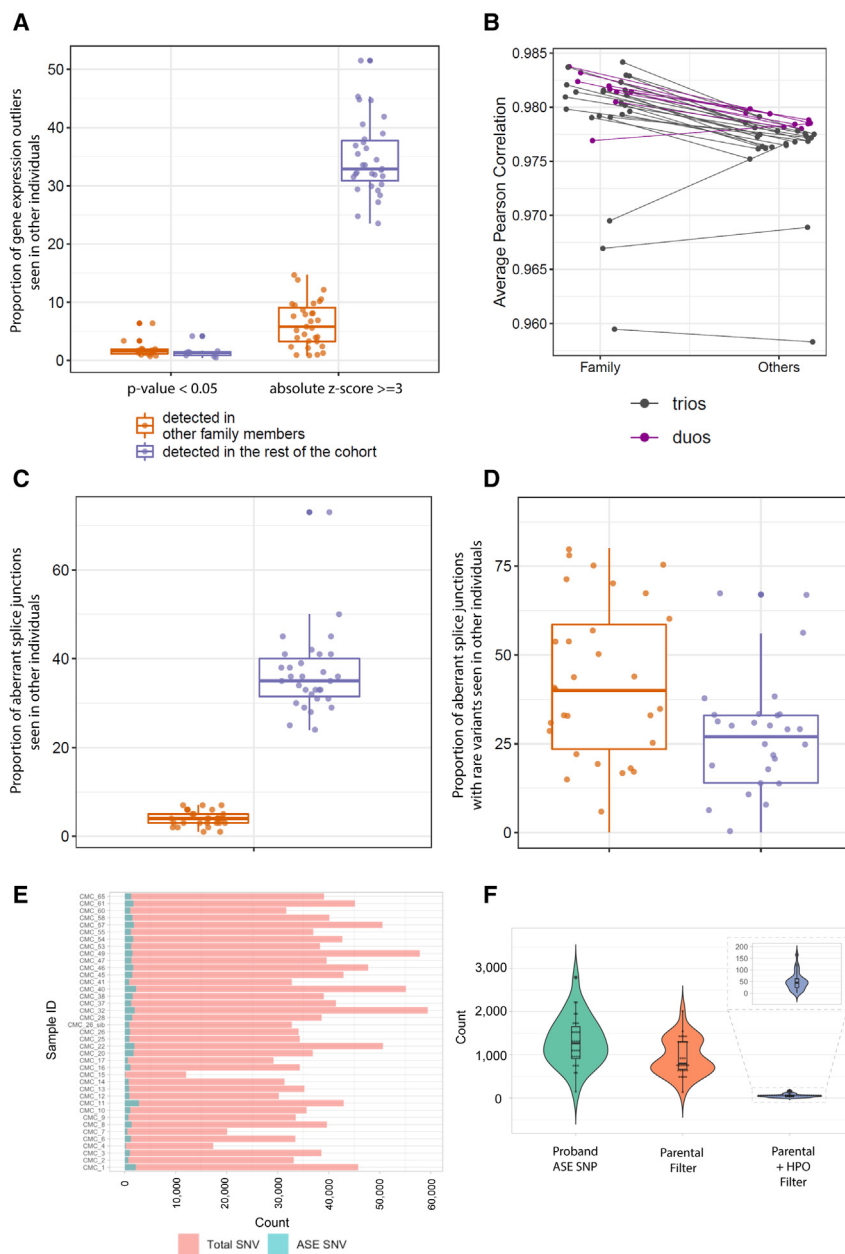 A
Proportion of gene expression outliers
seen in other individuals
50
40
30
20
10
0
p-value < 0.05
absolute z-score >=3
detected in
other family members
detected in the rest of the cohort
B
Average Pearson Correlation
0.985
0.980
0.975
0.970
0.965
0.960
Family
Others
trios
duos
C
Proportion of aberrant splice junctions
seen in other individuals
60
40
20
0
D
Proportion of aberrant splice junctions
with rare variants seen in other individuals
75
50
25
0
E
Sample ID
CMC_65
CMC_61
CMC_60
CMC_58
CMC_57
CMC_55
CMC_54
CMC_53
CMC_49
CMC_47
CMC_46
CMC_45
CMC_41
CMC_40
CMC_38
CMC_37
CMC_32
CMC_28
CMC_26_sib
CMC_26
CMC_25
CMC_22
CMC_20
CMC_17
CMC_16
CMC_15
CMC_14
CMC_13
CMC_12
CMC_11
CMC_10
CMC_9
CMC_8
CMC_7
CMC_6
CMC_4
CMC_3
CMC_2
CMC_1
0
10,000
20,000
30,000
40,000
50,000
60,000
Count
Total SNV
ASE SNV
F
Count
3,000
2,000
1,000
0
200
150
100
50
0
Proband
ASE SNP
Parental
Filter
Parental
+ HPO
Filter